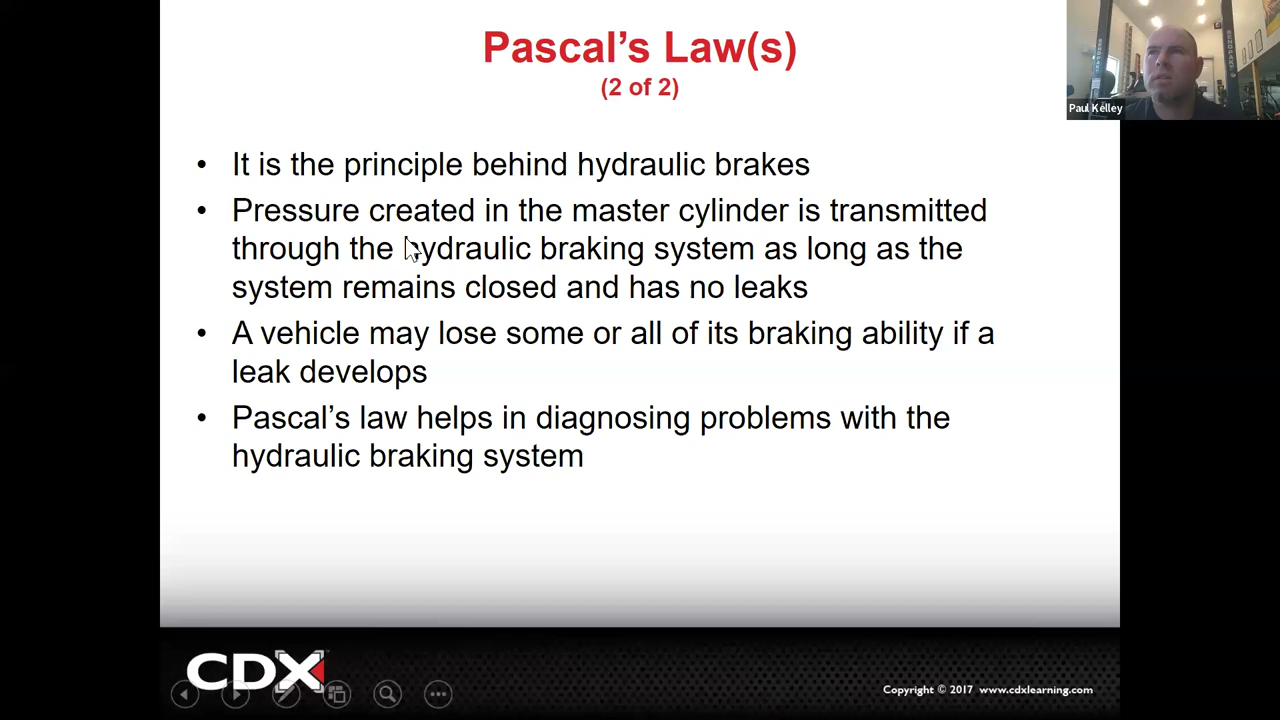 Pascal's Law(s)
(2 of 2)
Paul Kelley
• It is the principle behind hydraulic brakes
• Pressure created in the master cylinder is transmitted
through the hydraulic braking system as long as the
system remains closed and has no leaks
• A vehicle may lose some or all of its braking ability if a
leak develops
• Pascal's law helps in diagnosing problems with the
hydraulic braking system
CDX
Copyright © 2017 www.cdxlearning.com